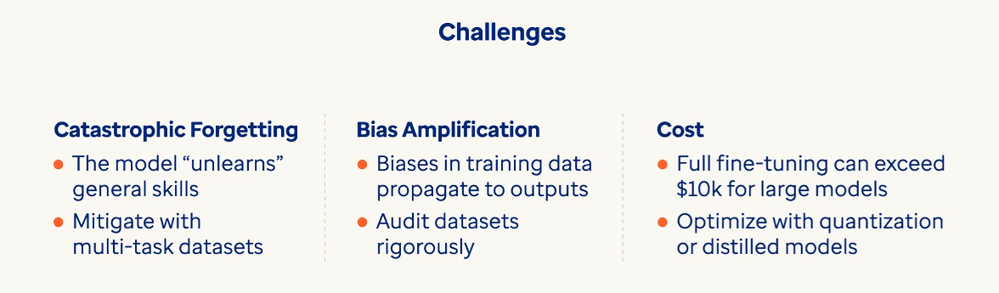 Challenges
Catastrophic Forgetting
• The model “unlearns”
general skills
• Mitigate with
multi-task datasets
Bias Amplification
• Biases in training data
propagate to outputs
• Audit datasets
rigorously
Cost
• Full fine-tuning can exceed
$10k for large models
• Optimize with quantization
or distilled models